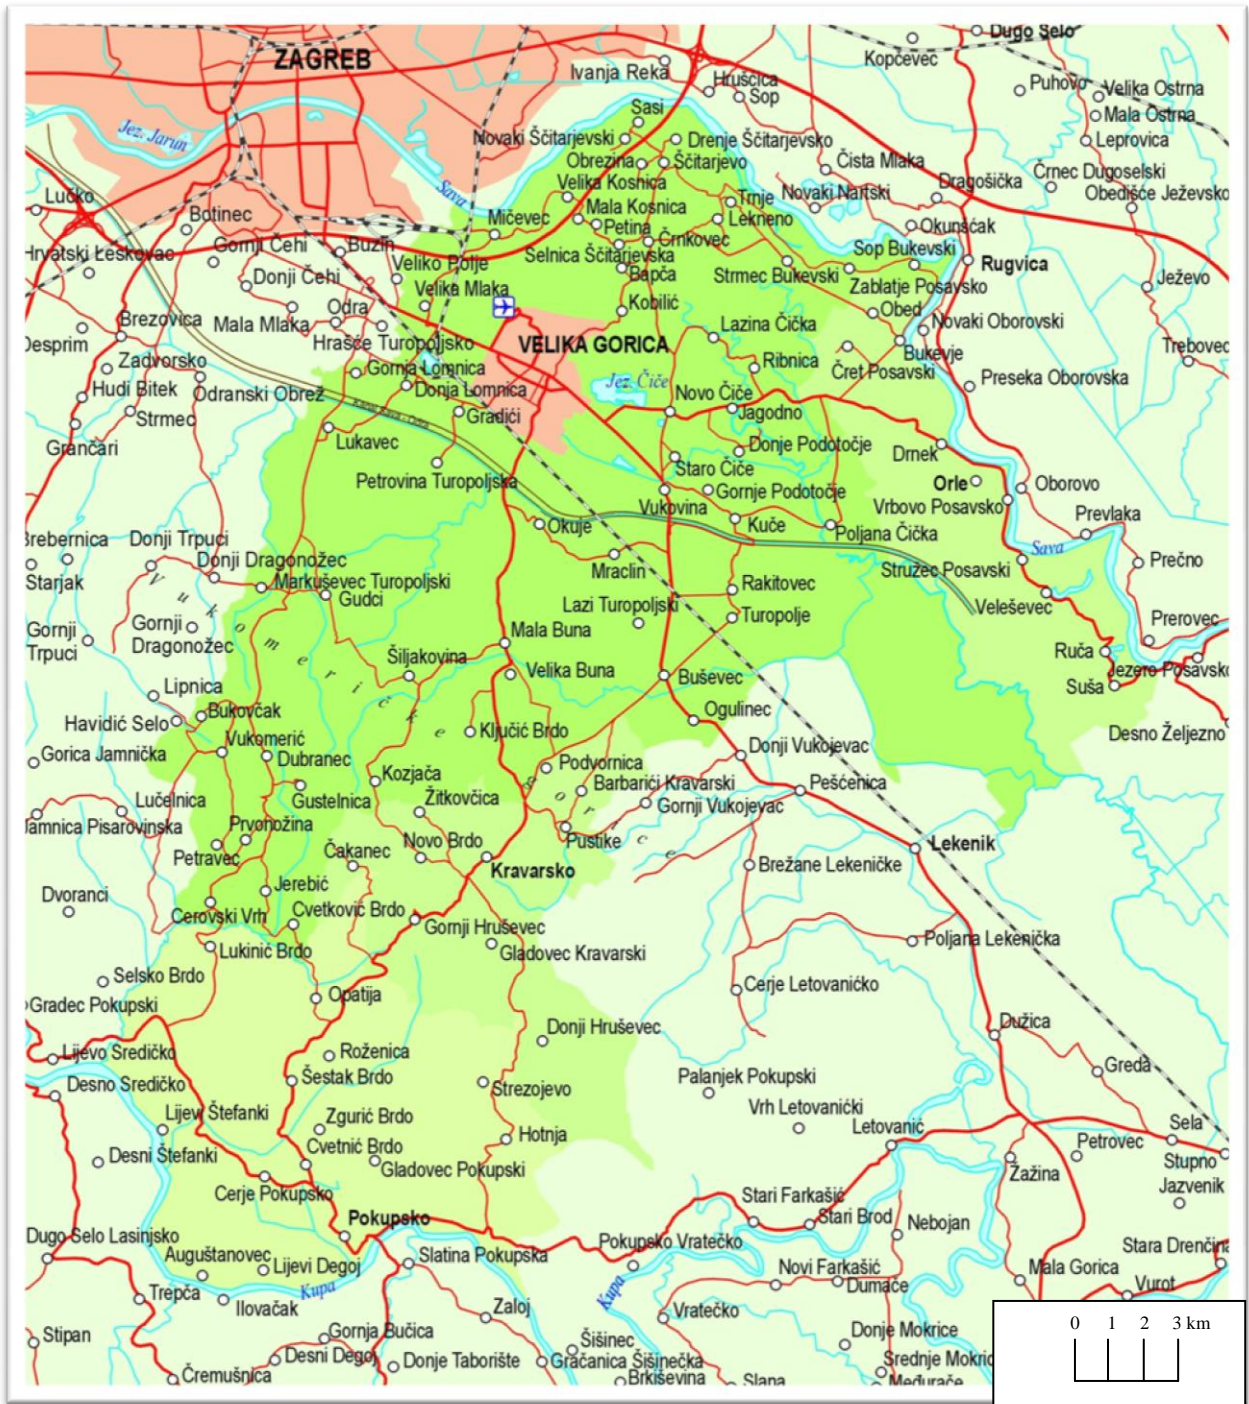 Dugo Selo
ZAGREB
Kopčevec
Ivanja Reka
Hrušćica
Sop
Puhovo
Velika Ostrna
Mala Ostrna
Leprovica
Sasi
Jez. Jarun
Novaki Ščitarjevski
Drenje Ščitarjevsko
Obrezina
Ščitarjevo
Čista Mlaka
Črnec Dugoselski
Velika Kosnica
Dragošička
Obedišće Ježevsko
Sava
Lučko
Trnje
Novaki Nartski
Mala Kosnica
Botinec
Mičevec
Petina
Lekneno
Okunšćak
Hrvatski Leskovac
Gornji Čehi
Buzin
Selnica Ščitarjevska
Črnkovec
Sop Bukevski
Rugvica
Veliko Polje
Bapča
Strmec Bukevski
Donji Čehi
Velika Mlaka
Zablatje Posavsko
Ježevo
Odra
Kobilić
Obed
Brezovica
Mala Mlaka
Lazina Čička
Novaki Oborovski
Desprim
Hrašće Turopoljsko
VELIKA GORICA
Trebovec
Zadvorsko
Ribnica
Bukevje
Gornja Lomnica
Čret Posavski
Jez. Čiče
Preseka Oborovska
Hudi Bitek
Odranski Obrež
Donja Lomnica
Novo Čiče
Strmec
Gradići
Jagodno
Grančari
Lukavec
Donje Podotočje
Drnek
Petrovina Turopoljska
Staro Čiče
Orle
Oborovo
Gornje Podotočje
Vrbovo Posavsko
Vukovina
Prevlaka
Okuje
Kuče
Poljana Čička
Brebernica
Donji Trpuci
Sava
Donji Dragonožec
Mraclin
Prečno
Starjak
Markuševec Turopoljski
Stružec Posavski
Rakitovec
Gudci
Lazi Turopoljski
Veleševec
Turopolje
Gornji
Trpuci
Gornji
Dragonožec
Mala Buna
Prerovec
Šiljakovina
Ruča
Velika Buna
Buševec
Jezero Posavsko
Suša
Lipnica
Bukovčak
Havidić Selo
Ogulinec
Ključić Brdo
Vukomerić
Desno Željezno
Gorica Jamnička
Dubranec
Donji Vukojevac
Vukomeričke
gorice
Podvornica
Kozjača
Barbarići Kravarski
Pešćenica
Gustelnica
Žitkovčica
Gornji Vukojevac
Lučelnica
Jamnica Pisarovinska
Prvonožina
Pustike
Novo Brdo
Petravec
Čakanec
Lekenik
Kravarsko
Brežane Lekeničke
Dvoranci
Jerebić
Cerovski Vrh
Cvetković Brdo
Gornji Hruševec
Poljana Lekenička
Lukinić Brdo
Gladovec Kravarski
Selsko Brdo
Opatija
Cerje Letovanićko
Gradec Pokupski
Dužica
Donji Hruševec
Lijevo Sredičko
Roženica
Greda
Desno Sredičko
Šestak Brdo
Strezojevo
Palanjek Pokupski
Lijevi Štefanki
Zgurić Brdo
Vrh Letovanićki
Letovanić
Sela
Hotnja
Cvetnić Brdo
Petrovec
Desni Štefanki
Gladovec Pokupski
Stupno
Žažina
Cerje Pokupsko
Jazvenik
Stari Farkašić
Pokupsko
Stari Brod
Nebojan
Dugo Selo Lasinjsko
Pokupsko Vratečko
Stara Drenčina
Auguštanovec
Lijevi Degoj
Slatina Pokupska
Novi Farkašić
Mala Gorica
Kupa
Kupa
Dumače
Vurot
Trepča
Ilovačak
Zaloj
Vratečko
Stipan
Gornja Bučica
Donje Mokrice
Šišinec
Desni Degoj
Donje Taborište
Gračanica Šišinečka
Srednje Mokric
Čremušnica
Brkiševina
Slana
Međurače
0 1 2 3 km